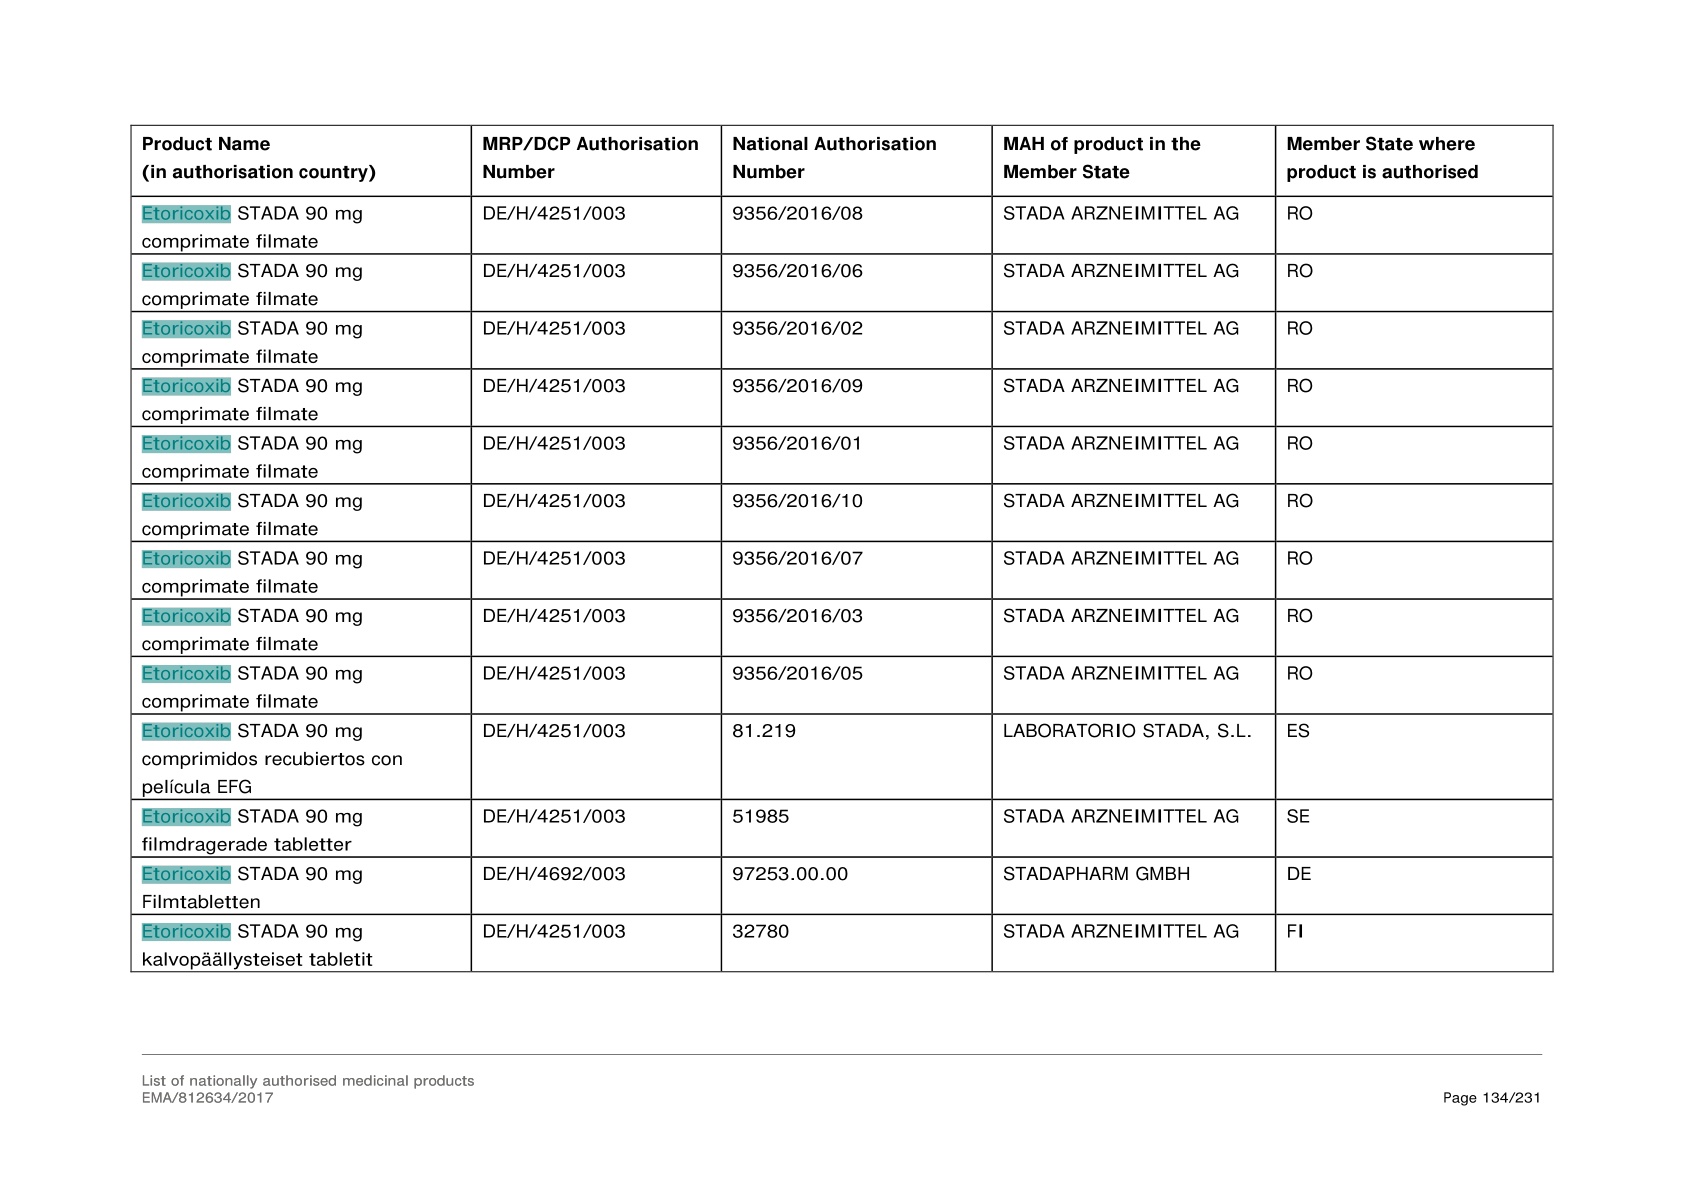 Product Name
(in authorisation country)
MRP/DCP Authorisation
Number
National Authorisation
Number
MAH of product in the
Member State
Member State where
product is authorised
Etoricoxib STADA 90 mg
comprimate filmate
DE/H/4251/003
9356/2016/08
STADA ARZNEIMITTEL AG
RO
Etoricoxib STADA 90 mg
comprimate filmate
DE/H/4251/003
9356/2016/06
STADA ARZNEIMITTEL AG
RO
Etoricoxib STADA 90 mg
comprimate filmate
DE/H/4251/003
9356/2016/02
STADA ARZNEIMITTEL AG
RO
Etoricoxib STADA 90 mg
comprimate filmate
DE/H/4251/003
9356/2016/09
STADA ARZNEIMITTEL AG
RO
Etoricoxib STADA 90 mg
comprimate filmate
DE/H/4251/003
9356/2016/01
STADA ARZNEIMITTEL AG
RO
Etoricoxib STADA 90 mg
comprimate filmate
DE/H/4251/003
9356/2016/10
STADA ARZNEIMITTEL AG
RO
Etoricoxib STADA 90 mg
comprimate filmate
DE/H/4251/003
9356/2016/07
STADA ARZNEIMITTEL AG
RO
Etoricoxib STADA 90 mg
comprimate filmate
DE/H/4251/003
9356/2016/03
STADA ARZNEIMITTEL AG
RO
Etoricoxib STADA 90 mg
comprimate filmate
DE/H/4251/003
9356/2016/05
STADA ARZNEIMITTEL AG
RO
Etoricoxib STADA 90 mg
comprimidos recubiertos con
película EFG
DE/H/4251/003
81.219
LABORATORIO STADA, S.L.
ES
Etoricoxib STADA 90 mg
filmdragerade tabletter
DE/H/4251/003
51985
STADA ARZNEIMITTEL AG
SE
Etoricoxib STADA 90 mg
Filmtabletten
DE/H/4692/003
97253.00.00
STADAPHARM GMBH
DE
Etoricoxib STADA 90 mg
kalvopäällysteiset tabletit
DE/H/4251/003
32780
STADA ARZNEIMITTEL AG
FI
List of nationally authorised medicinal products
EMA/812634/2017
Page 134/231